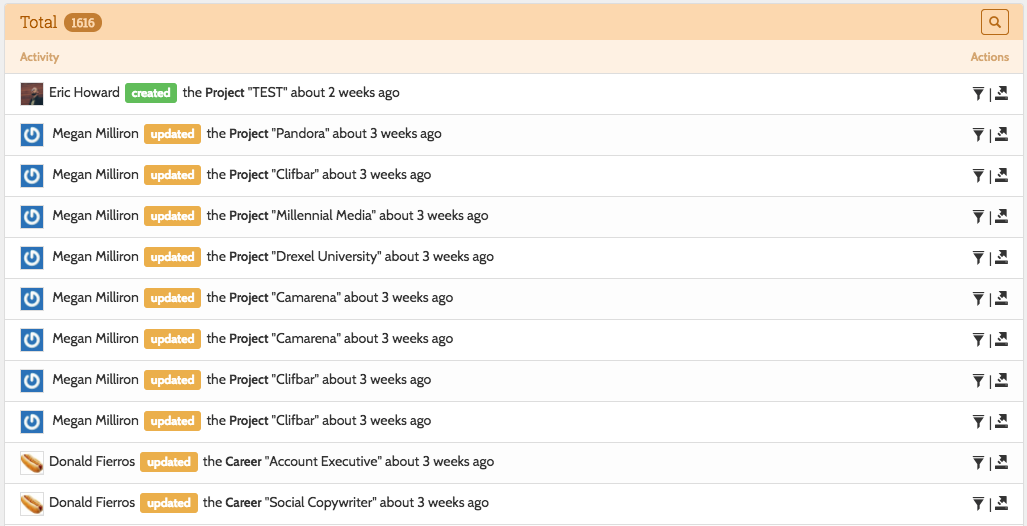 Total 1616
Activity Actions
Eric Howard created the Project "TEST" about 2 weeks ago |
Megan Milliron updated the Project "Pandora" about 3 weeks ago |
Megan Milliron updated the Project "Clifbar" about 3 weeks ago |
Megan Milliron updated the Project "Millennial Media" about 3 weeks ago |
Megan Milliron updated the Project "Drexel University" about 3 weeks ago |
Megan Milliron updated the Project "Camarena" about 3 weeks ago |
Megan Milliron updated the Project "Camarena" about 3 weeks ago |
Megan Milliron updated the Project "Clifbar" about 3 weeks ago |
Megan Milliron updated the Project "Clifbar" about 3 weeks ago |
Donald Fierros updated the Career "Account Executive" about 3 weeks ago |
Donald Fierros updated the Career "Social Copywriter" about 3 weeks ago |